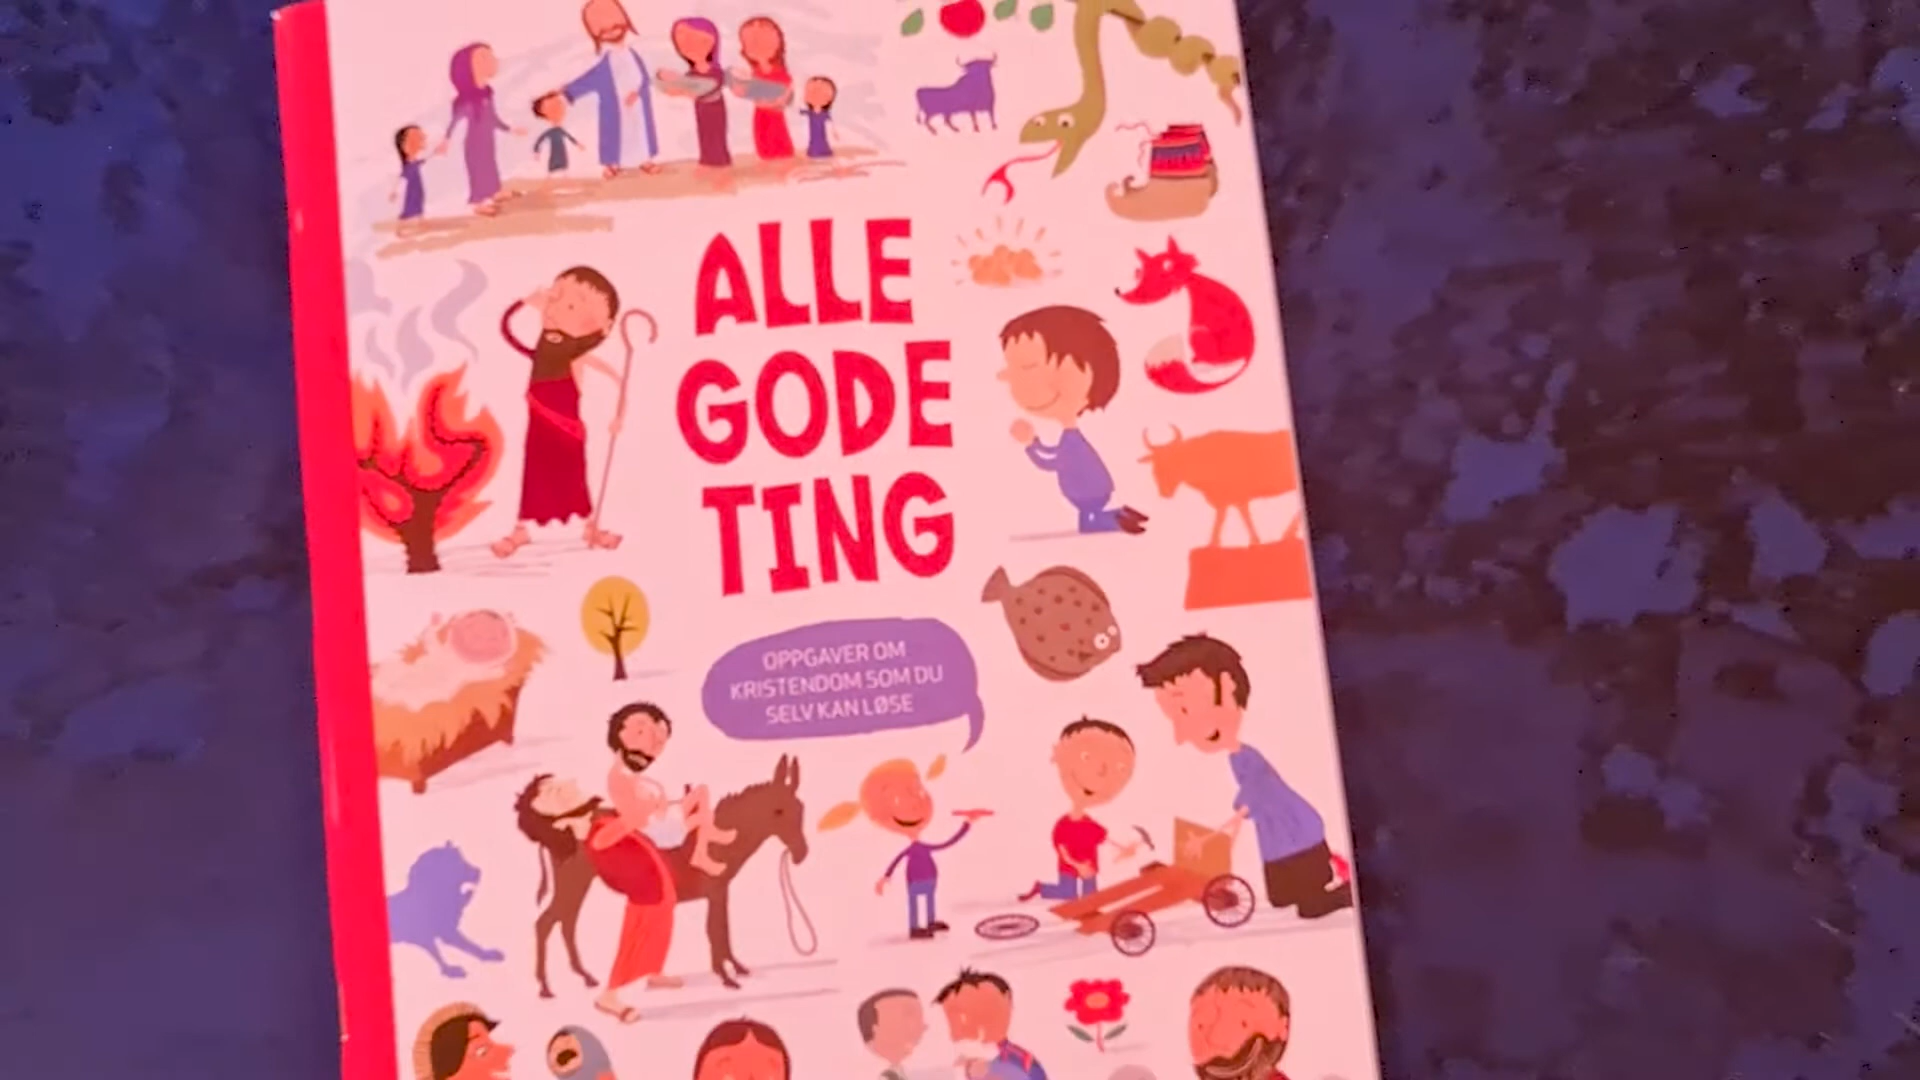 ALLE
GODE
TING
OPPGAVER OM
KRISTENDOM SOM DU
SELV KAN LØSE